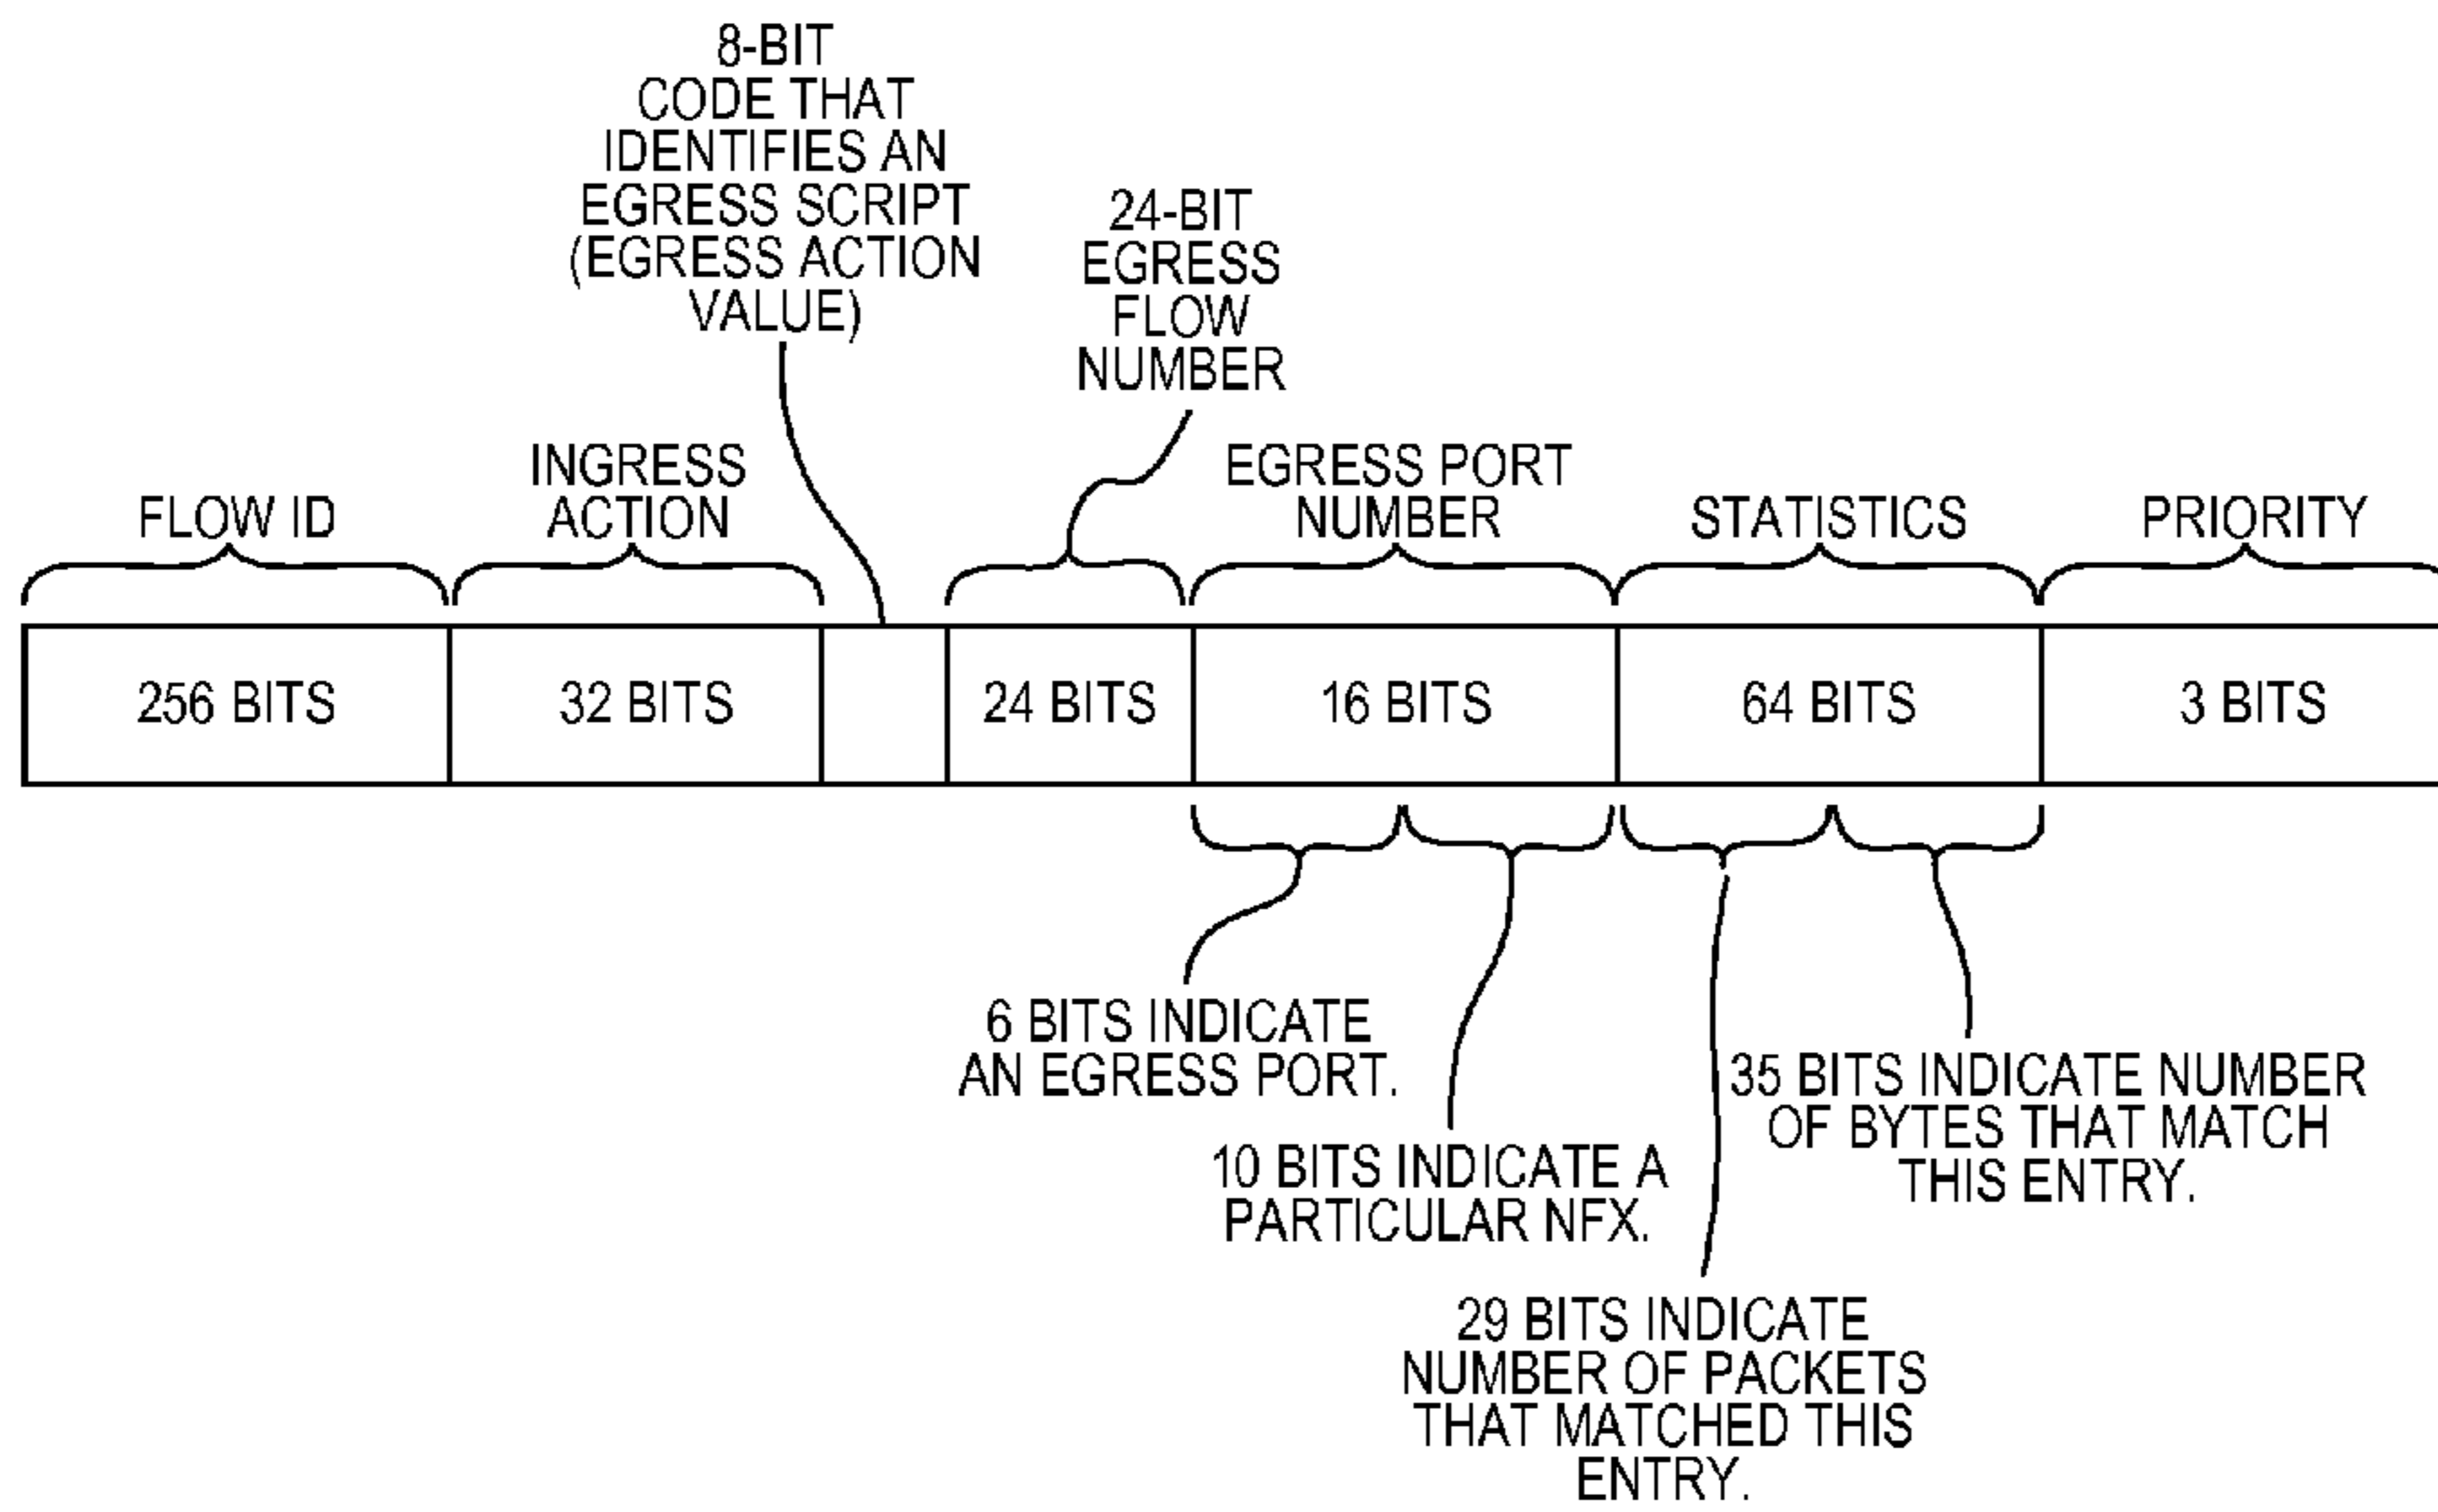 8-BIT
CODE THAT
IDENTIFIES AN
EGRESS SCRIPT
(EGRESS ACTION
VALUE)
24-BIT
EGRESS
FLOW
NUMBER
FLOW ID
INGRESS
ACTION
EGRESS PORT
NUMBER
STATISTICS
PRIORITY
256 BITS
32 BITS
24 BITS
16 BITS
64 BITS
3 BITS
6 BITS INDICATE
AN EGRESS PORT.
10 BITS INDICATE A
PARTICULAR NFX.
35 BITS INDICATE NUMBER
OF BYTES THAT MATCH
THIS ENTRY.
29 BITS INDICATE
NUMBER OF PACKETS
THAT MATCHED THIS
ENTRY.